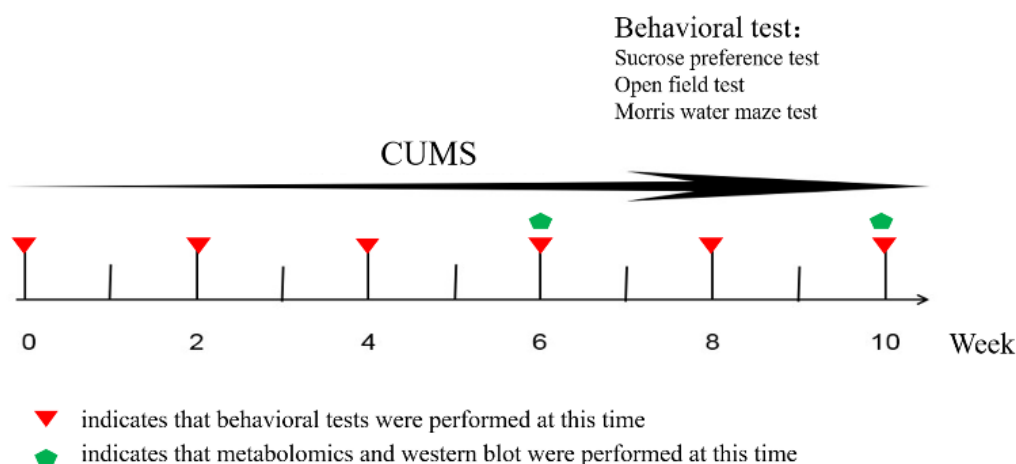 Behavioral test：
Sucrose preference test
Open field test
Morris water maze test
CUMS
0 2 4 6 8 10 Week
indicates that behavioral tests were performed at this time
indicates that metabolomics and western blot were performed at this time